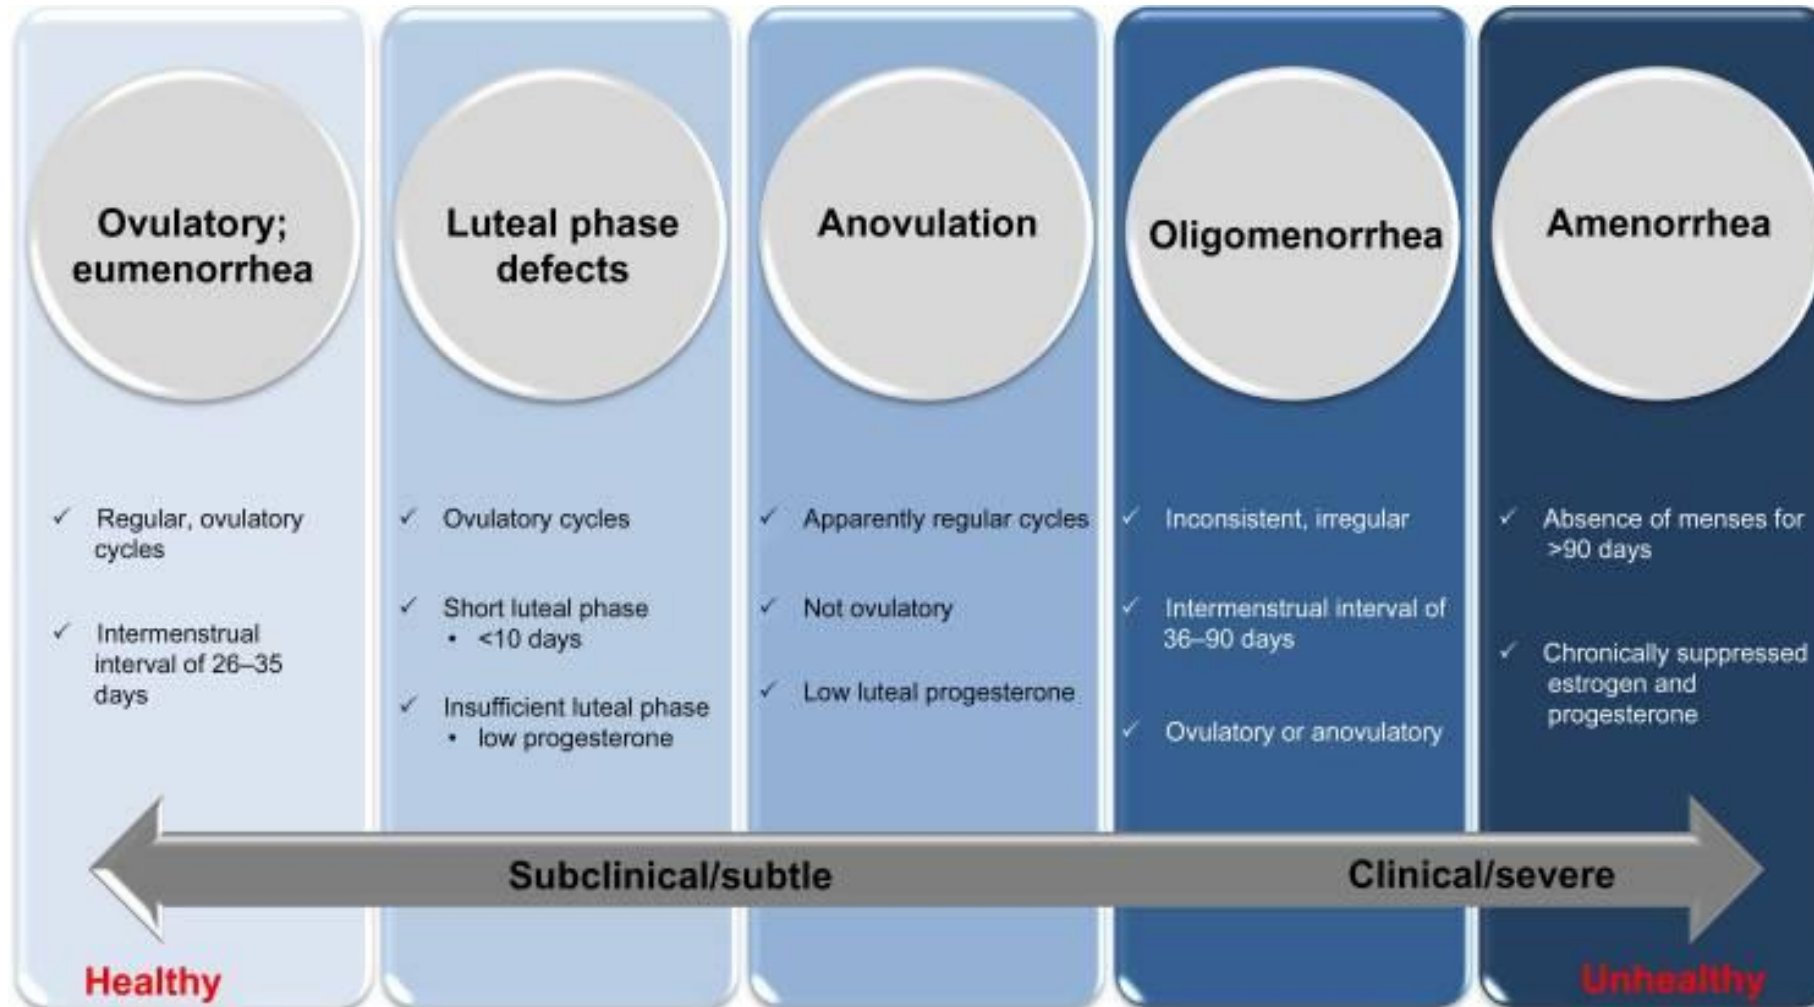 Ovulatory;
eumenorrhea
✓ Regular, ovulatory
cycles
✓ Intermenstrual
interval of 26–35
days
Luteal phase
defects
✓ Ovulatory cycles
✓ Short luteal phase
• <10 days
✓ Insufficient luteal phase
• low progesterone
Anovulation
✓ Apparently regular cycles
✓ Not ovulatory
✓ Low luteal progesterone
Oligomenorrhea
✓ Inconsistent, irregular
✓ Intermenstrual interval of
36–90 days
✓ Ovulatory or anovulatory
Amenorrhea
✓ Absence of menses for
>90 days
✓ Chronically suppressed
estrogen and
progesterone
Subclinical/subtle
Clinical/severe
Healthy
Unhealthy